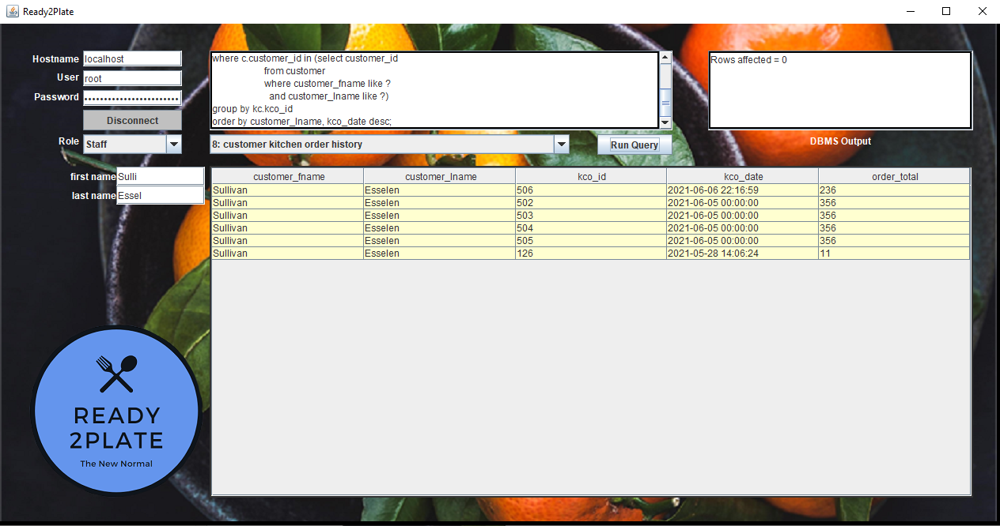 Ready2Plate
Hostname localhost
User root
Password ••••••••••••••••••••••••
Disconnect
Role Staff
where c.customer_id in (select customer_id
from customer
where customer_fname like ?
and customer_lname like ?)
group by kc.kco_id
order by customer_lname, kco_date desc;
8: customer kitchen order history
Run Query
Rows affected = 0
DBMS Output
first name Sulli
last name Essel
customer_fname customer_lname kco_id kco_date order_total
Sullivan Esselen 506 2021-06-06 22:16:59 236
Sullivan Esselen 502 2021-06-05 00:00:00 356
Sullivan Esselen 503 2021-06-05 00:00:00 356
Sullivan Esselen 504 2021-06-05 00:00:00 356
Sullivan Esselen 505 2021-06-05 00:00:00 356
Sullivan Esselen 126 2021-05-28 14:06:24 11
READY
2PLATE
The New Normal